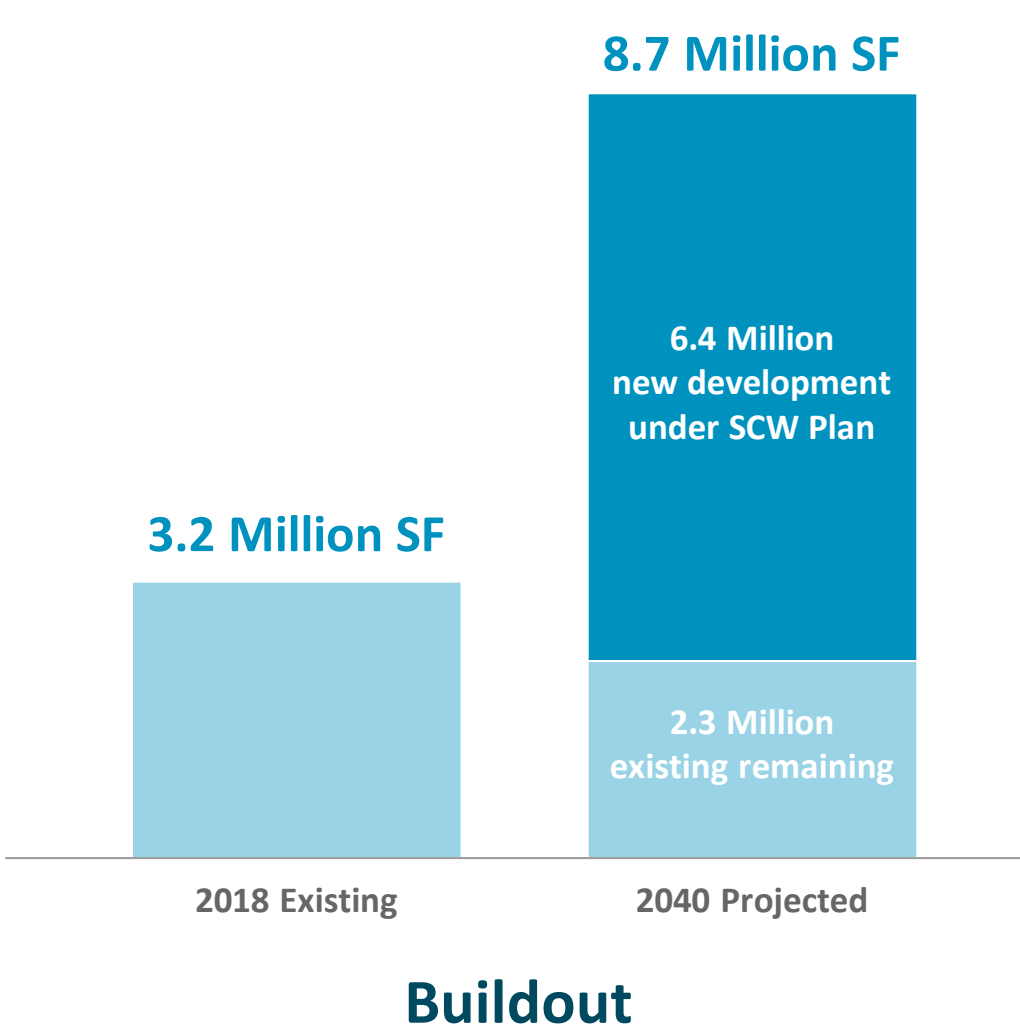 8.7 Million SF
6.4 Million
new development
under SCW Plan
3.2 Million SF
2.3 Million
existing remaining
2018 Existing
2040 Projected
Buildout